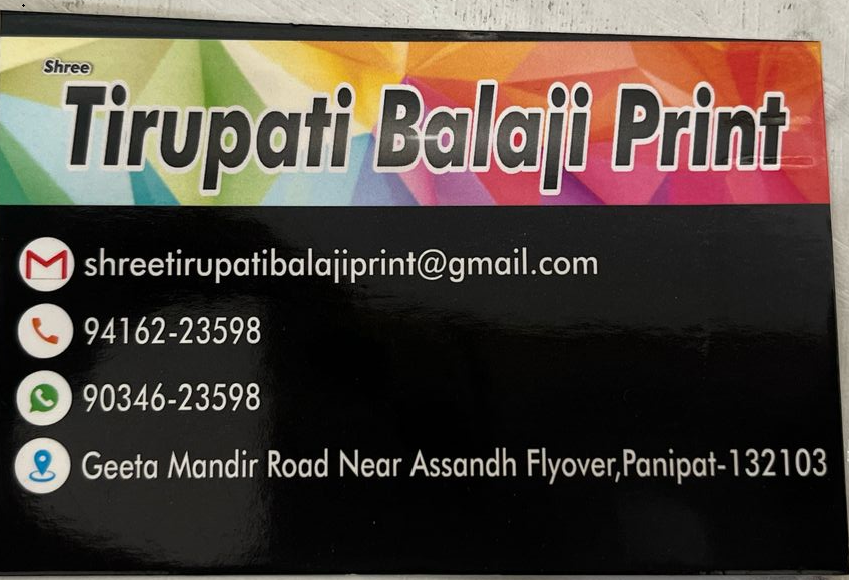 Shree
Tirupati Balaji Print
shreetirupatibalajiprint@gmail.com
94162-23598
90346-23598
Geeta Mandir Road Near Assandh Flyover,Panipat-132103